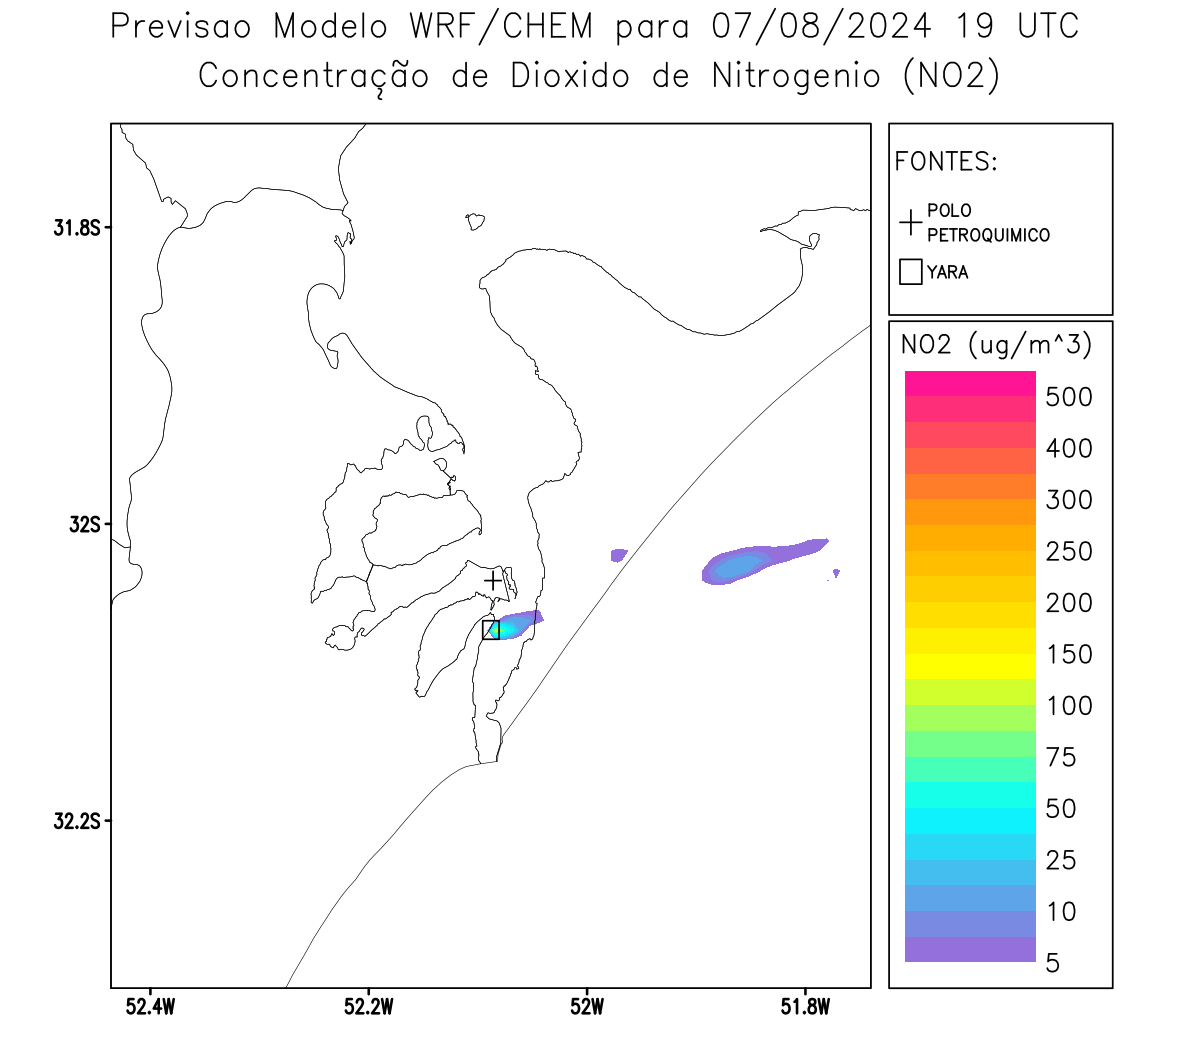 Previsao Modelo WRF/CHEM para 07/08/2024 19 UTC
Concentração de Dioxido de Nitrogenio (NO2)
FONTES:
POLO
PETROQUIMICO
YARA
NO2 (ug/m^3)
500
400
300
250
200
150
100
75
50
25
10
5
31.8S
32S
32.2S
52.4W
52.2W
52W
51.8W